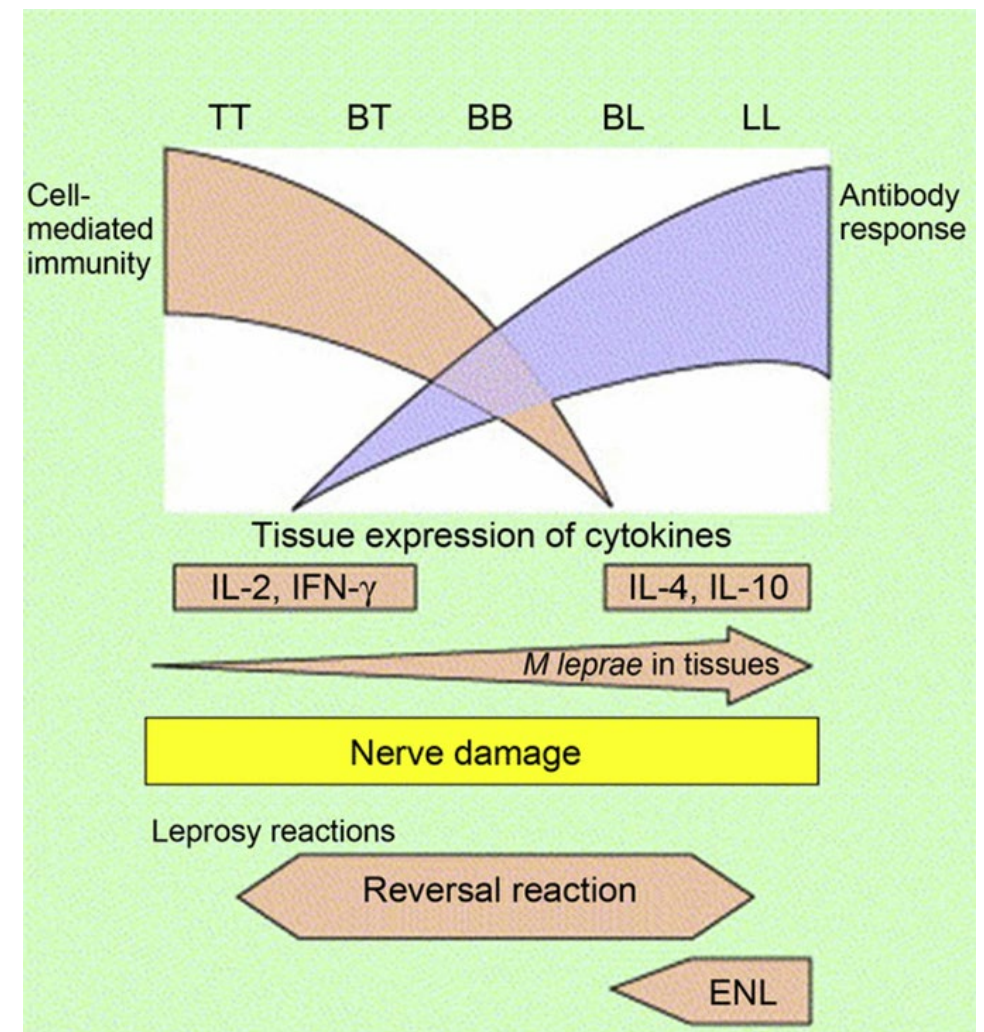 TT BT BB BL LL
Cell-
mediated
immunity
Antibody
response
Tissue expression of cytokines
IL-2, IFN-γ
IL-4, IL-10
M leprae in tissues
Nerve damage
Leprosy reactions
Reversal reaction
ENL